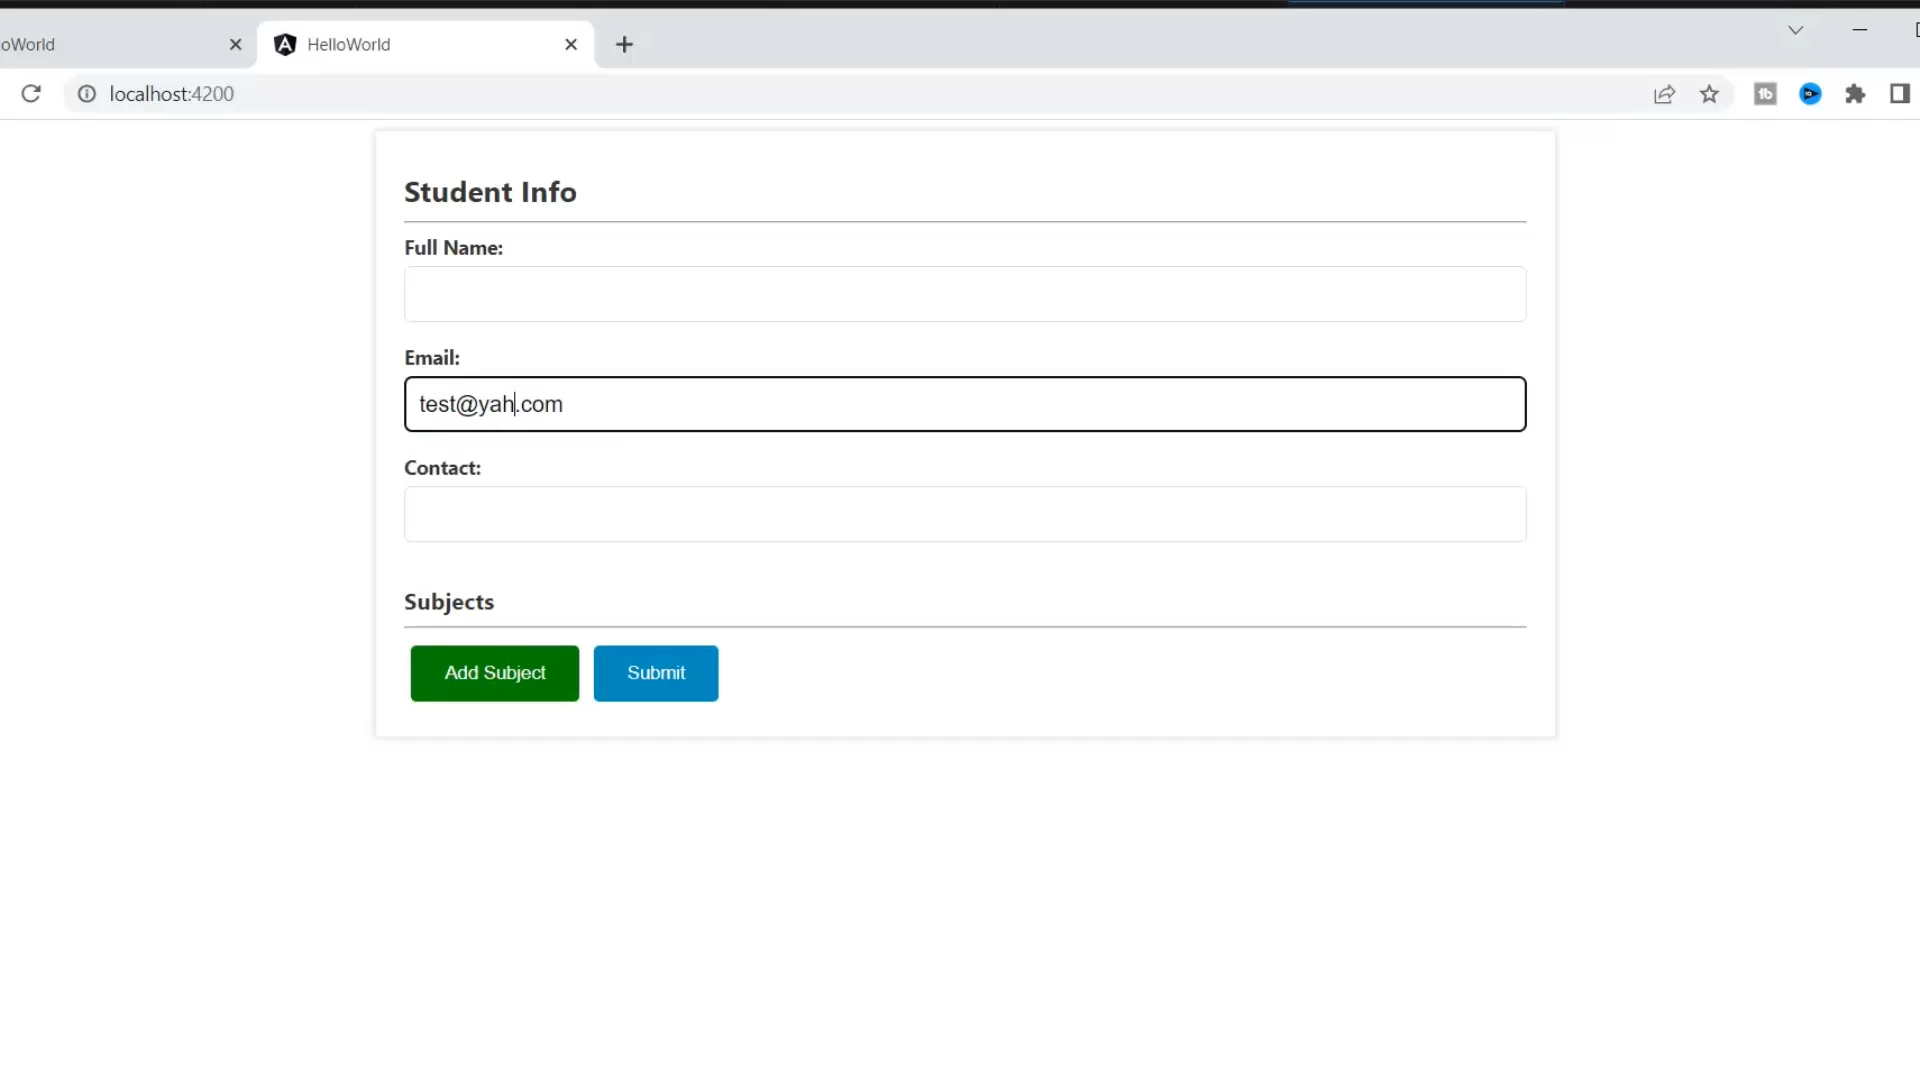 oWorld
HelloWorld
localhost:4200
Student Info
Full Name:
Email:
test@yah.com
Contact:
Subjects
Add Subject
Submit